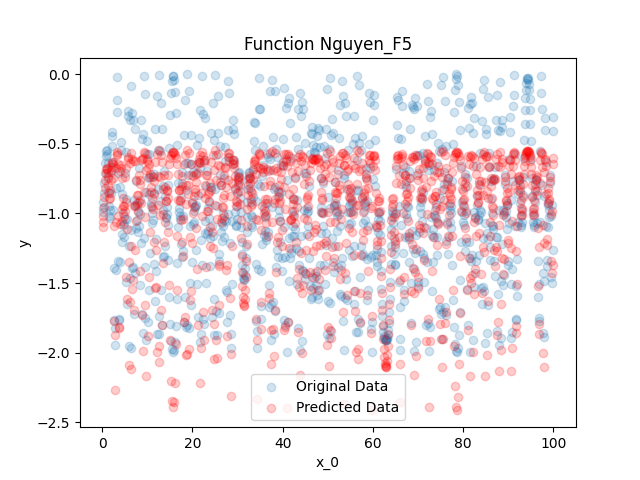 Function Nguyen_F5
0.0
−0.5
−1.0
−1.5
−2.0
−2.5
y
0 20 40 60 80 100
x_0
Original Data
Predicted Data